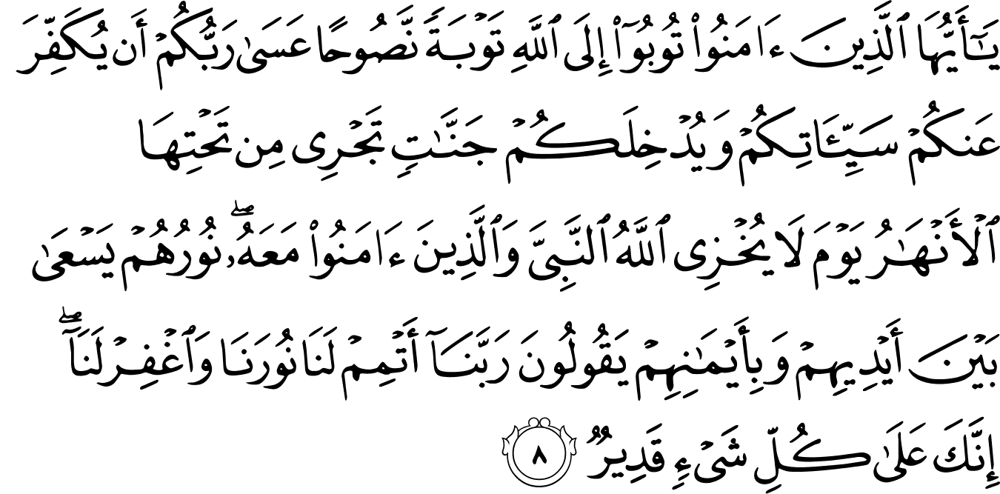 يَـٰٓأَيُّهَا ٱلَّذِينَ ءَامَنُوا۟ تُوبُوٓا۟ إِلَى ٱللَّهِ تَوْبَةً نَّصُوحًا عَسَىٰ رَبُّكُمْ أَن يُكَفِّرَ
عَنكُمْ سَيِّـَٔاتِكُمْ وَيُدْخِلَكُمْ جَنَّـٰتٍ تَجْرِى مِن تَحْتِهَا
ٱلْأَنْهَـٰرُ يَوْمَ لَا يُخْزِى ٱللَّهُ ٱلنَّبِىَّ وَٱلَّذِينَ ءَامَنُوا۟ مَعَهُۥ ۖ نُورُهُمْ يَسْعَىٰ
بَيْنَ أَيْدِيهِمْ وَبِأَيْمَـٰنِهِمْ يَقُولُونَ رَبَّنَآ أَتْمِمْ لَنَا نُورَنَا وَٱغْفِرْ لَنَآ ۖ
إِنَّكَ عَلَىٰ كُلِّ شَىْءٍ قَدِيرٌ ٨